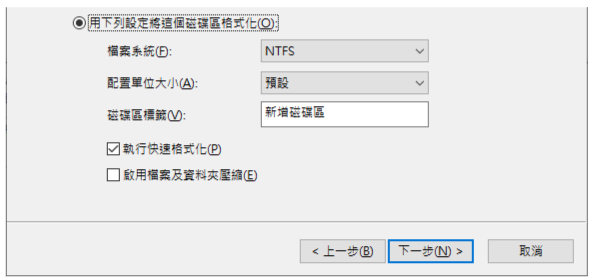 用下列設定將這個磁碟區格式化(O):
檔案系統(F): NTFS
配置單位大小(A): 預設
磁碟區標籤(V): 新增磁碟區
執行快速格式化(P)
啟用檔案及資料夾壓縮(E)
< 上一步(B) 下一步(N) > 取消